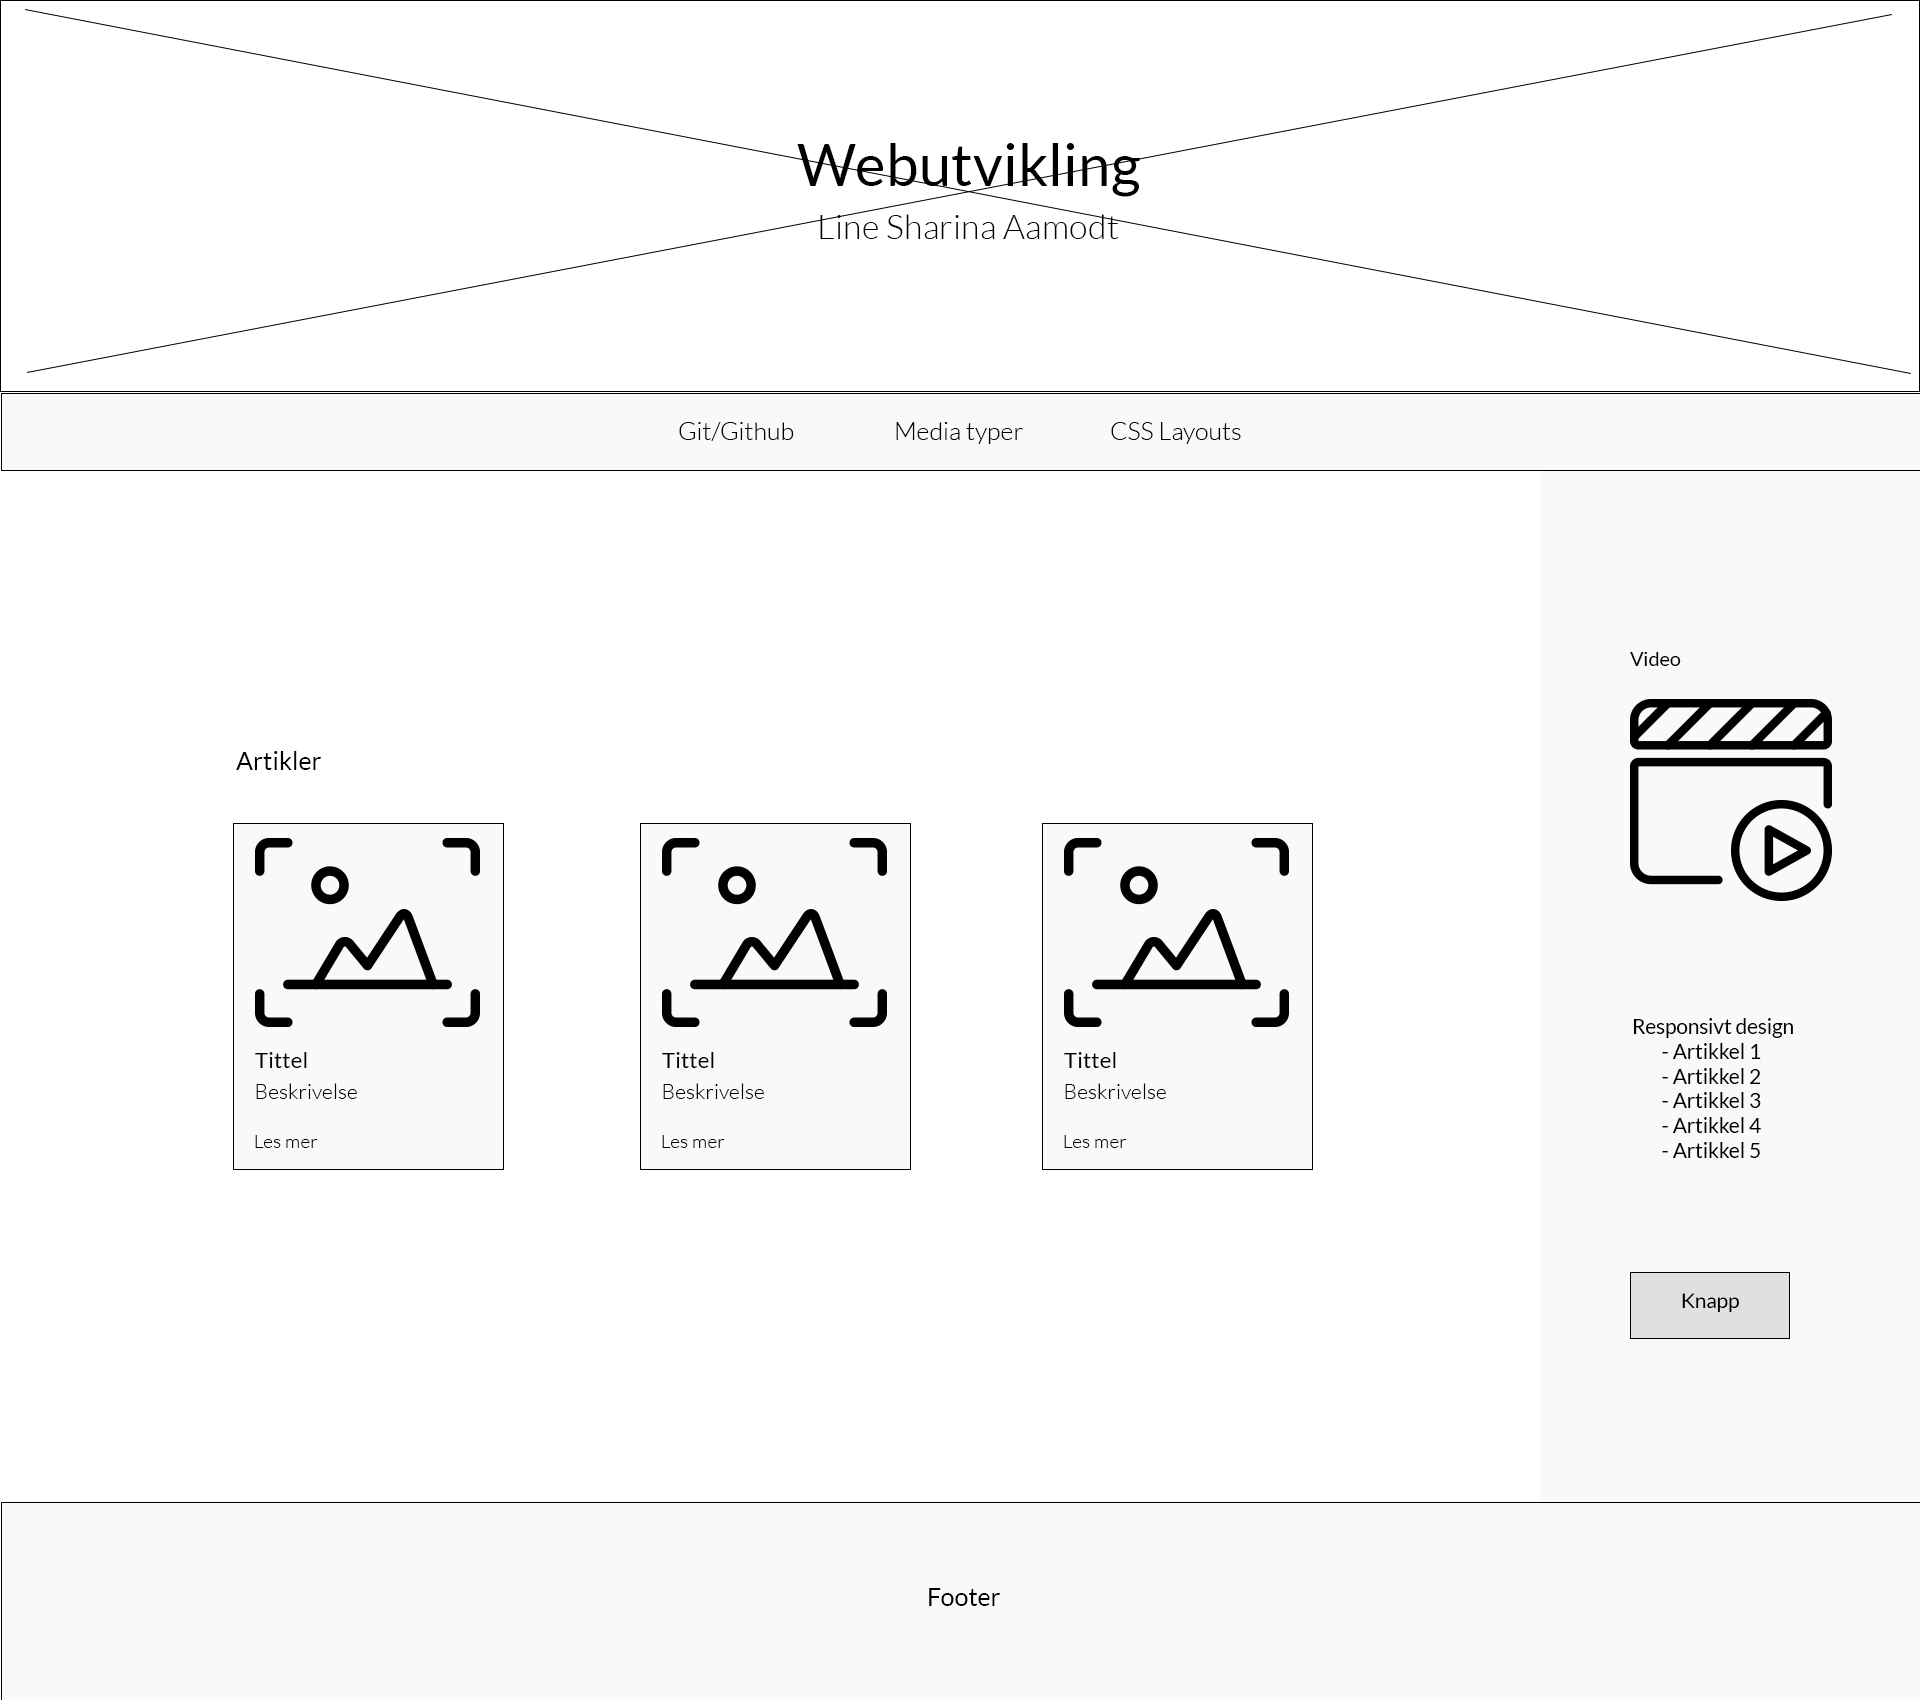 Webutvikling
Line Sharina Aamodt
Git/Github
Media typer
CSS Layouts
Artikler
Tittel
Beskrivelse
Les mer
Tittel
Beskrivelse
Les mer
Tittel
Beskrivelse
Les mer
Video
Responsivt design
- Artikkel 1
- Artikkel 2
- Artikkel 3
- Artikkel 4
- Artikkel 5
Knapp
Footer